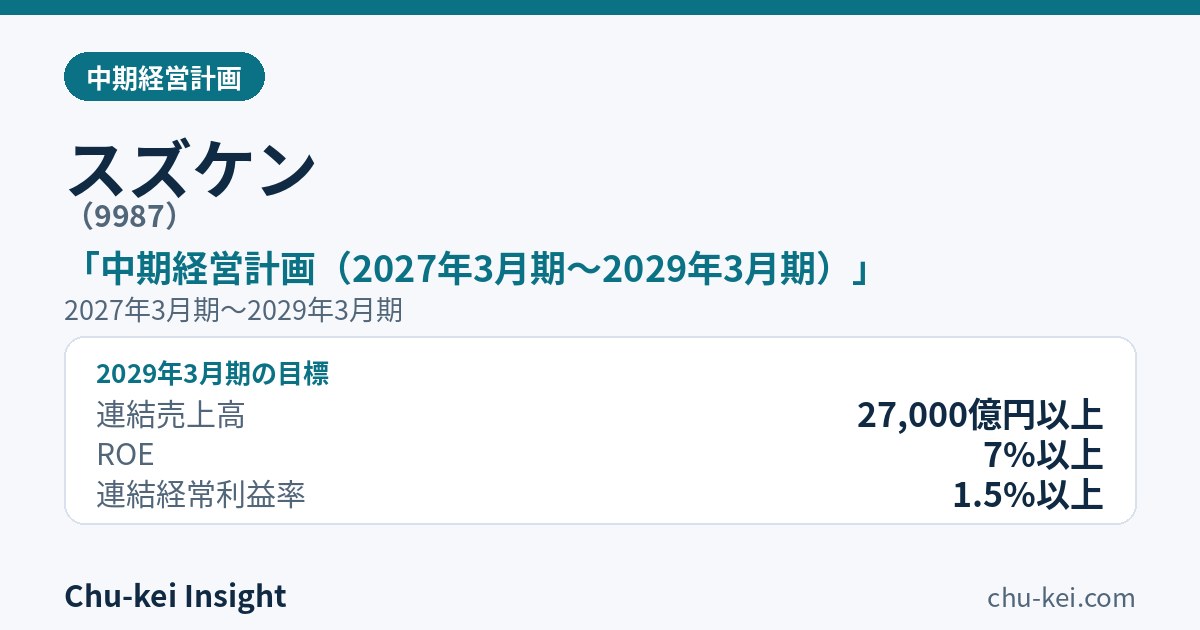 中期経営計画
スズケン
（9987）
「中期経営計画（2027年3月期〜2029年3月期）」
2027年3月期〜2029年3月期
2029年3月期の目標
連結売上高 27,000億円以上
ROE 7%以上
連結経常利益率 1.5%以上
Chu-kei Insight chu-kei.com